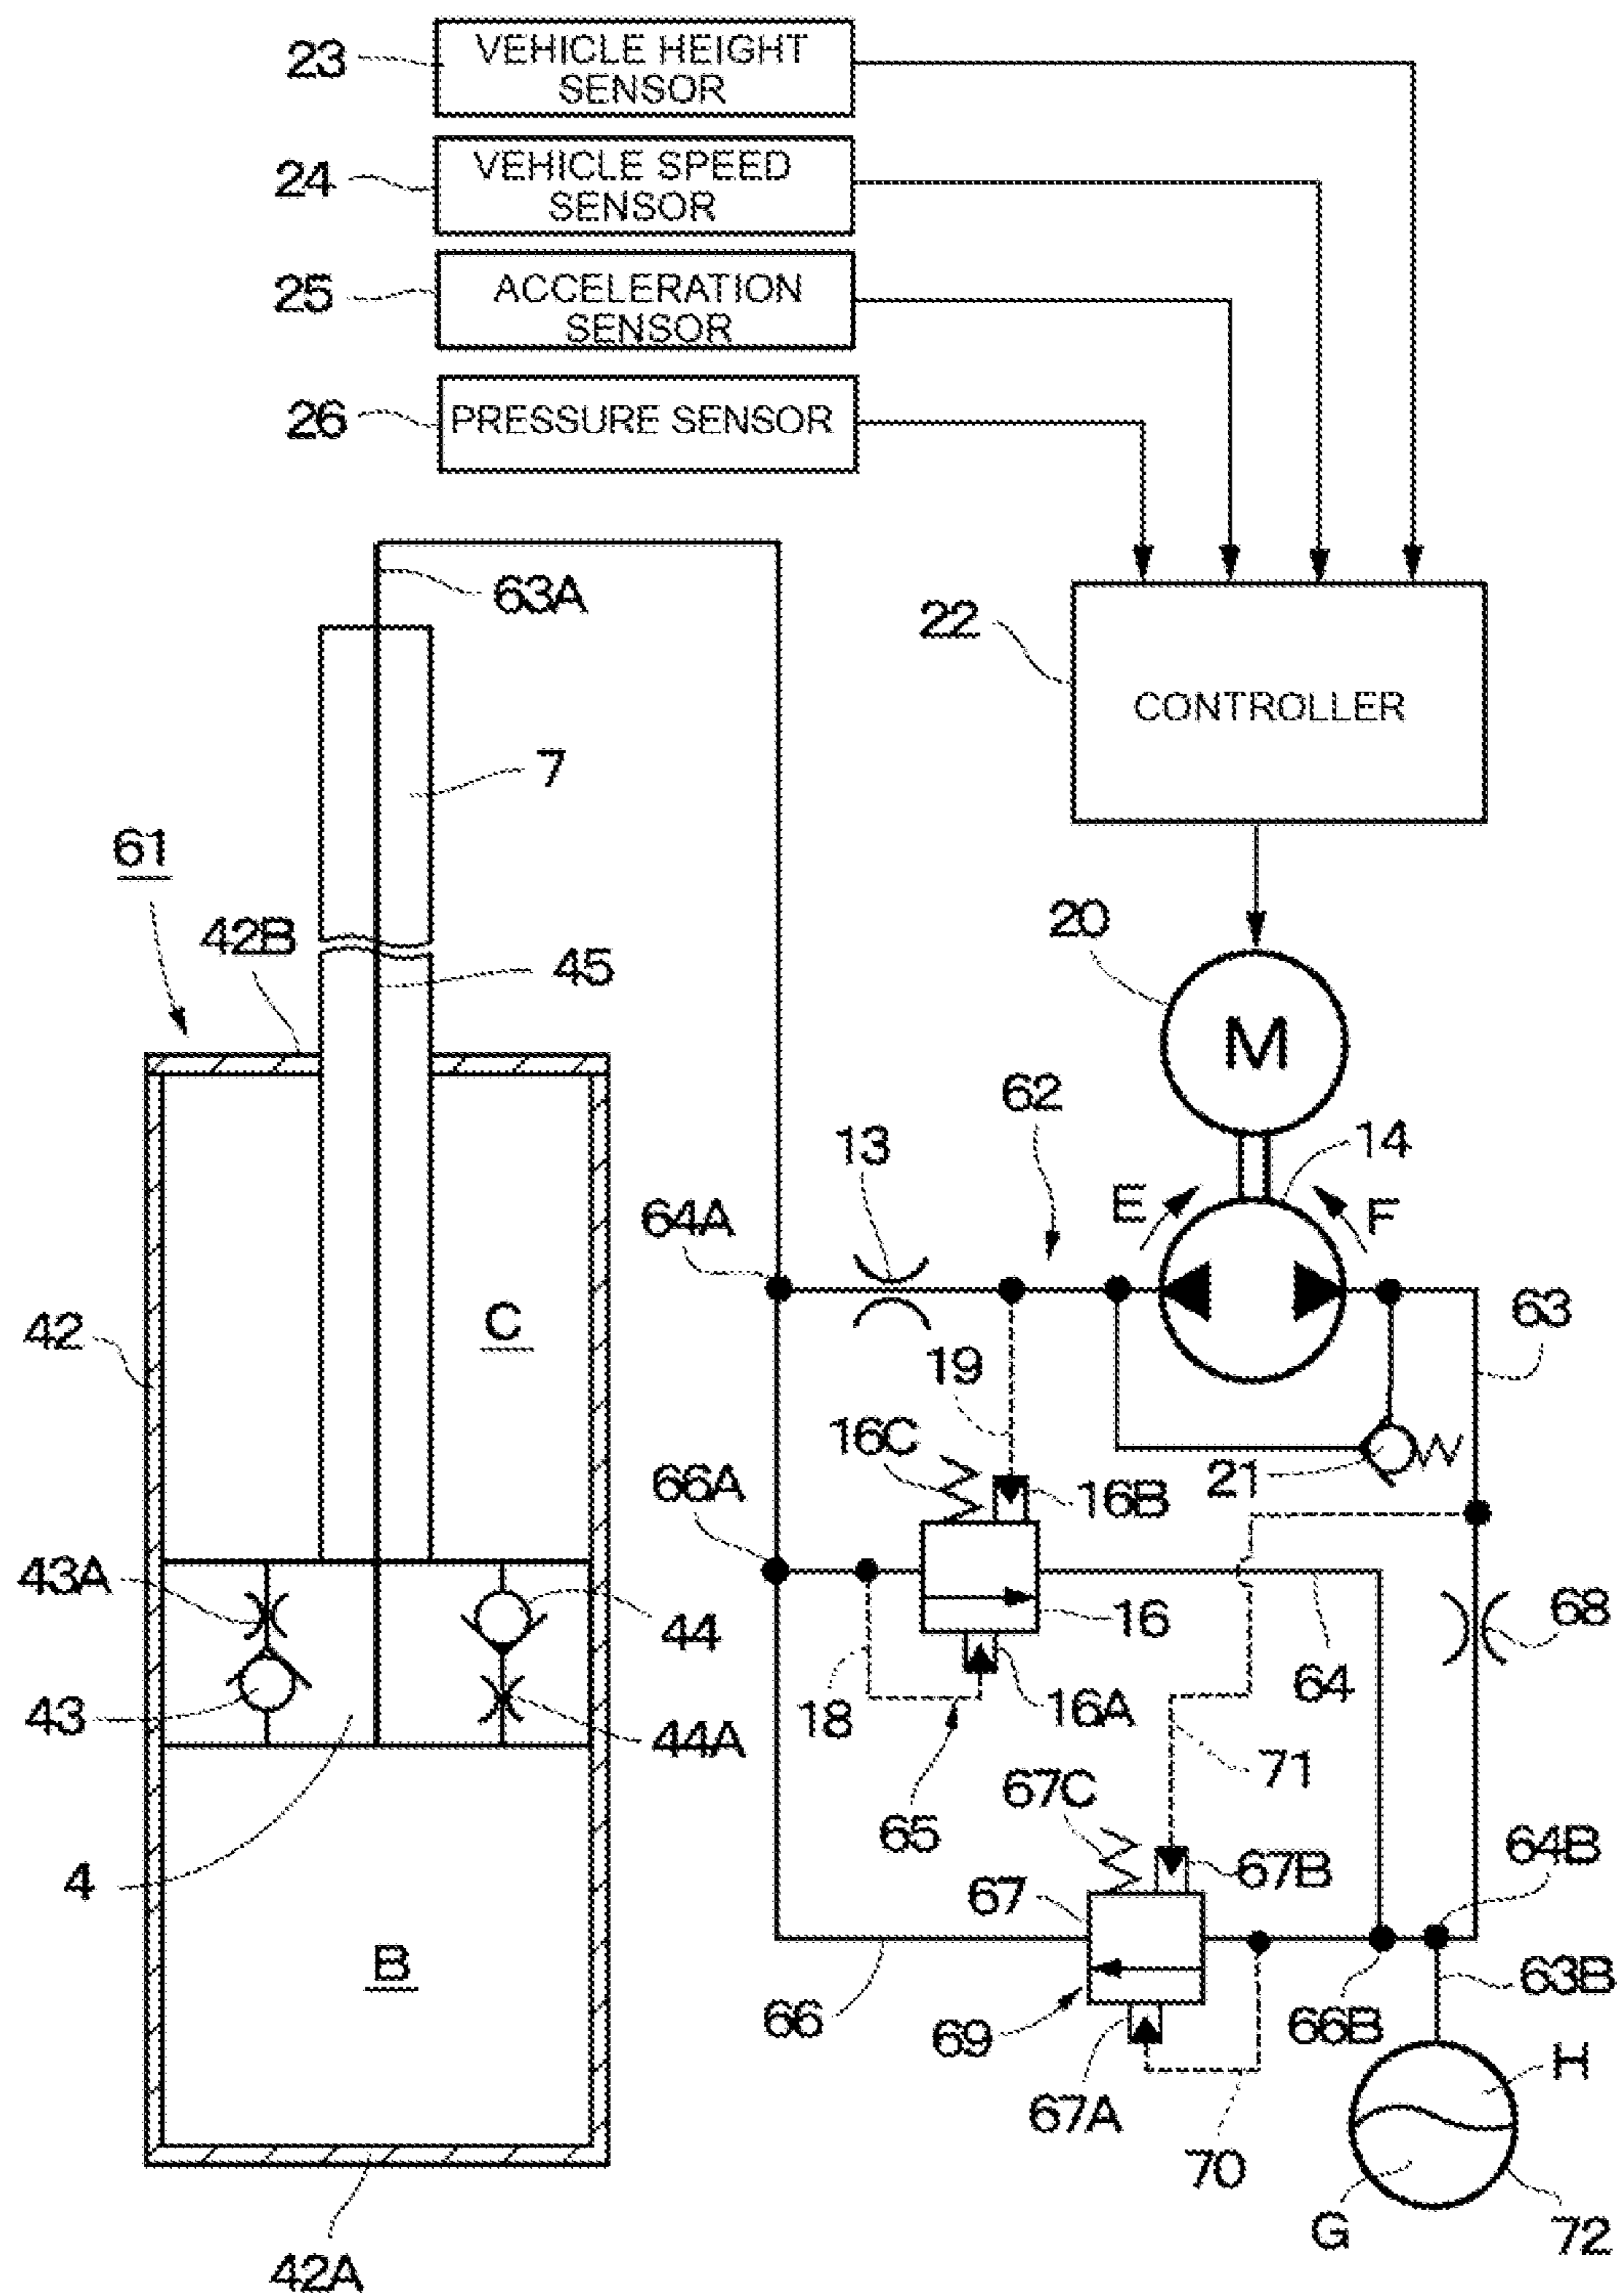 23
VEHICLE HEIGHT
SENSOR
24
VEHICLE SPEED
SENSOR
25
ACCELERATION
SENSOR
26
PRESSURE SENSOR
63A
22
CONTROLLER
7
61
42B
45
20
M
62
13
14
E
F
64A
42
C
63
19
16C
66A
16B
21
43A
44
16
68
43
18
16A
64
44A
71
67C
65
4
67
67B
64B
B
66
69
66B
63B
67A
70
H
G
72
42A